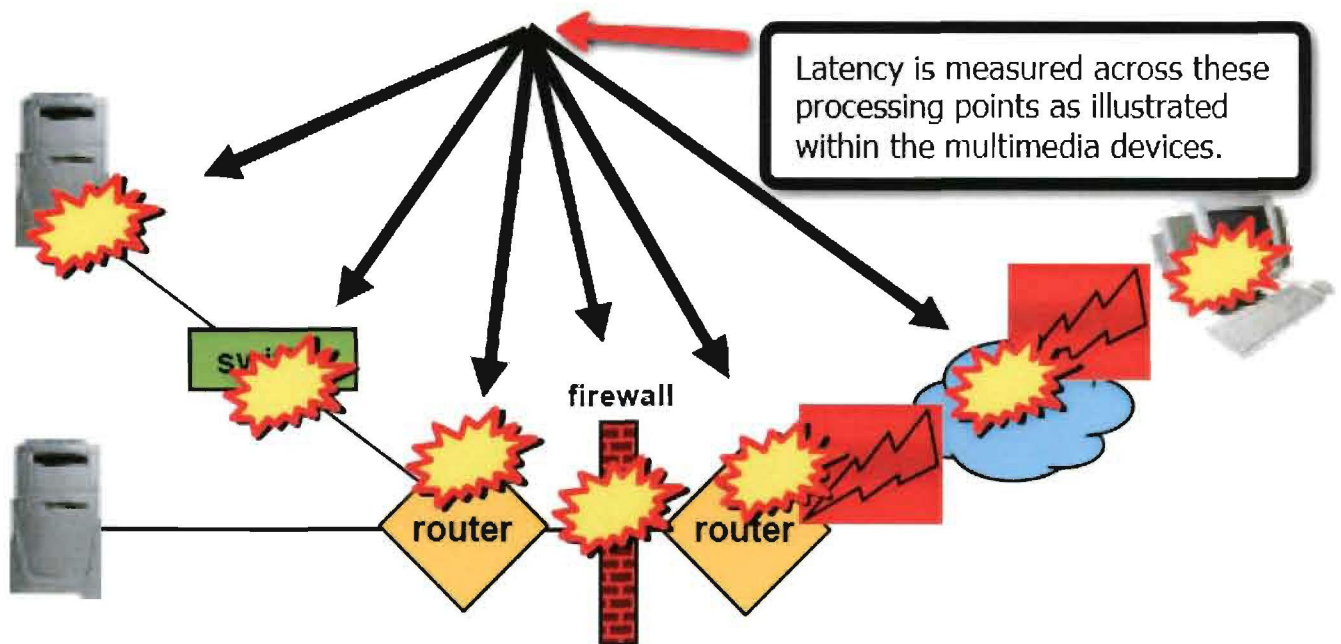 Latency is measured across these
processing points as illustrated
within the multimedia devices.
firewall
router
router